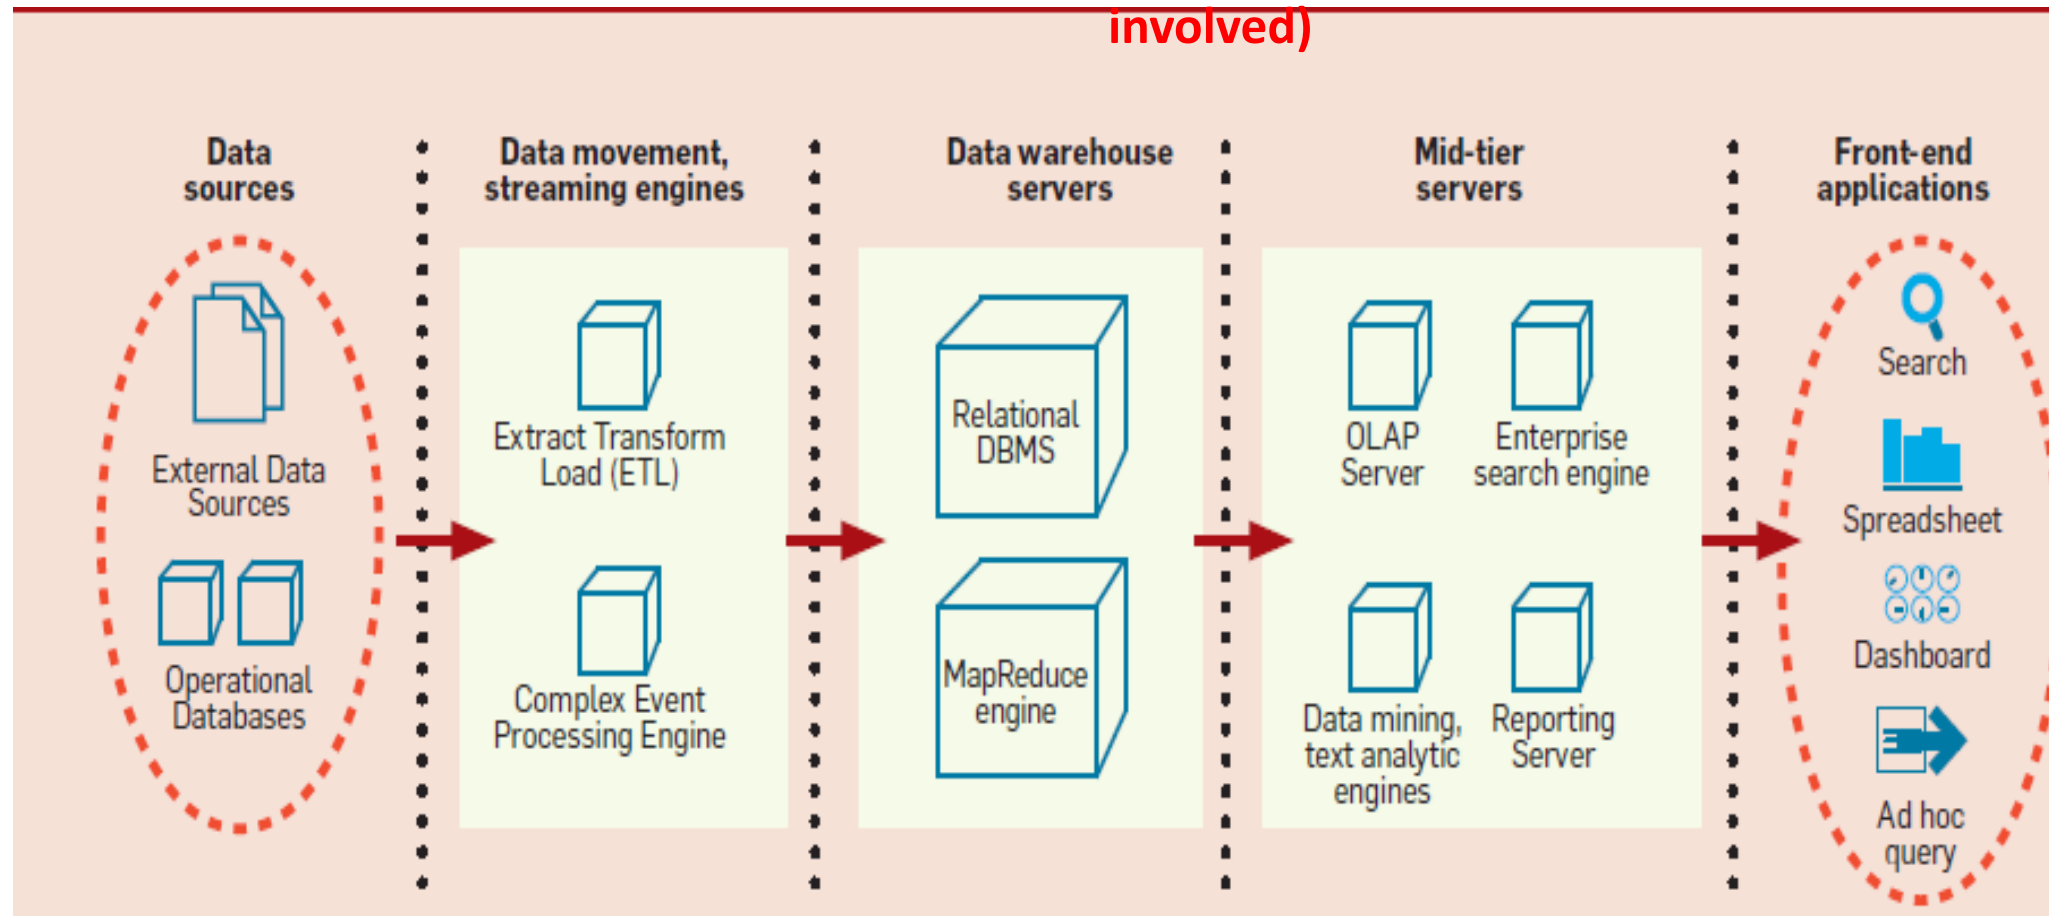 involved)
Data
sources
Data movement,
streaming engines
Data warehouse
servers
Mid-tier
servers
Front-end
applications
External Data
Sources
Operational
Databases
Extract Transform
Load (ETL)
Complex Event
Processing Engine
Relational
DBMS
MapReduce
engine
OLAP
Server
Enterprise
search engine
Data mining,
text analytic
engines
Reporting
Server
Search
Spreadsheet
Dashboard
Ad hoc
query